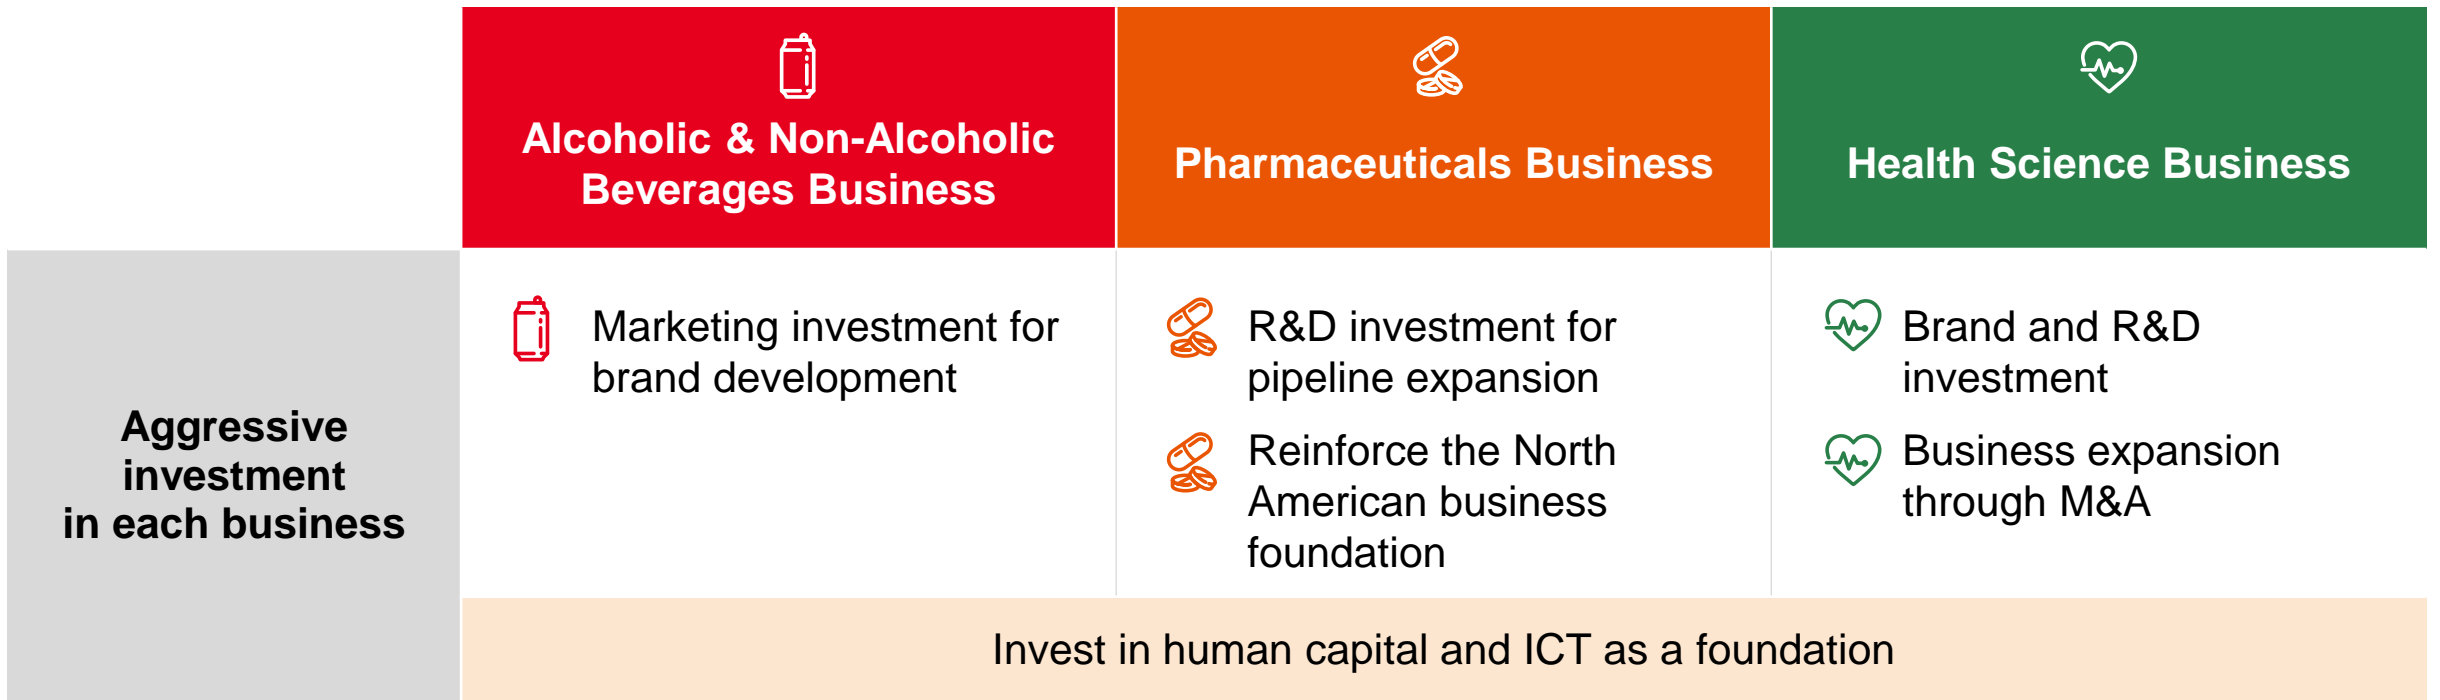 Alcoholic & Non-Alcoholic
Beverages Business
Pharmaceuticals Business
Health Science Business
Aggressive
investment
in each business
Marketing investment for
brand development
R&D investment for
pipeline expansion
Reinforce the North
American business
foundation
Brand and R&D
investment
Business expansion
through M&A
Invest in human capital and ICT as a foundation